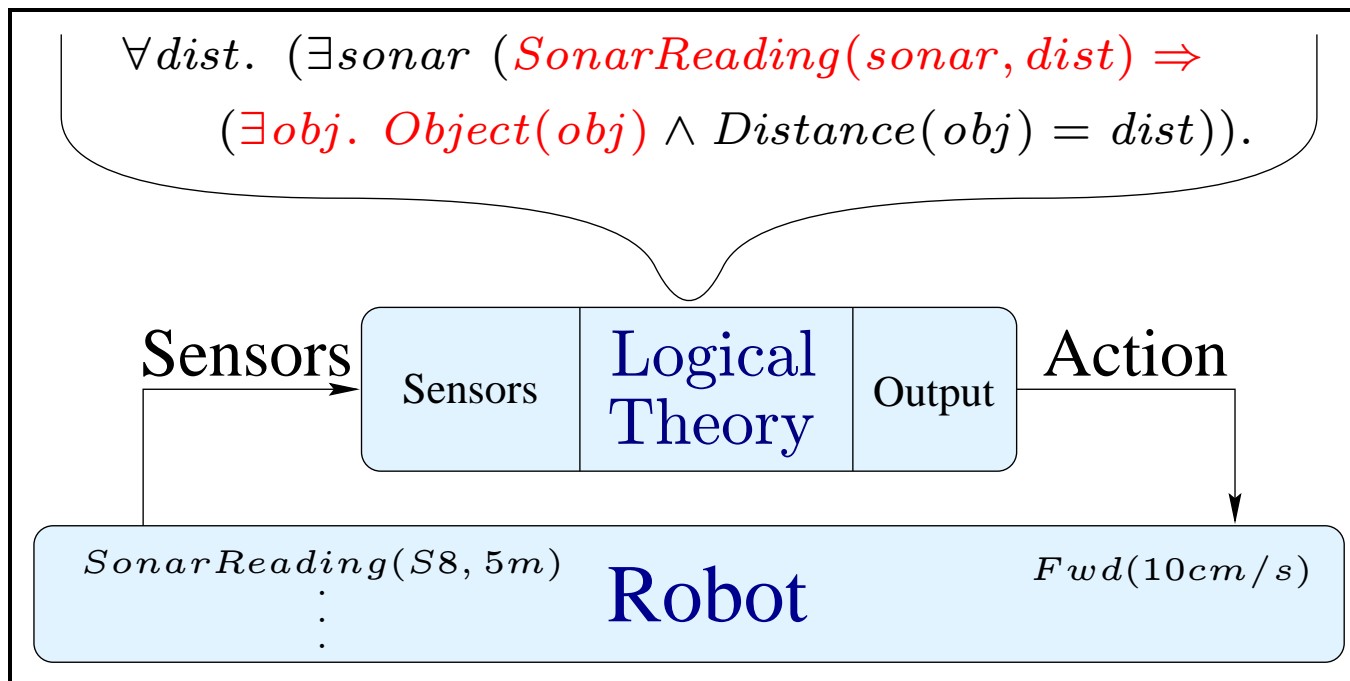 ∀dist. (∃sonar (SonarReading(sonar, dist) ⇒
(∃obj. Object(obj) ∧ Distance(obj) = dist)).
Sensors
Sensors
Logical
Theory
Output
Action
SonarReading(S8, 5m)
.
.
.
Robot
Fwd(10cm/s)